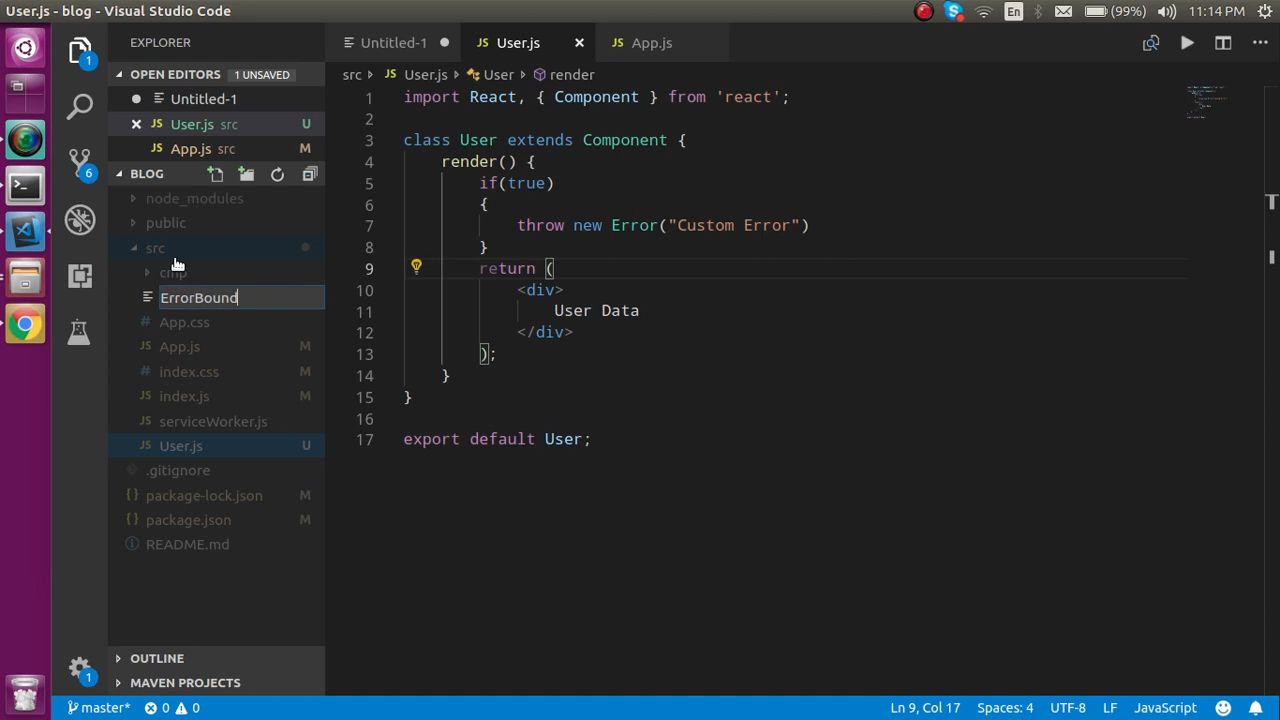 User.js - blog - Visual Studio Code
En
(99%)
11:14 PM
EXPLORER
OPEN EDITORS 1 UNSAVED
Untitled-1
JS User.js src U
JS App.js src M
BLOG
node_modules
public
src
cmp
ErrorBound
# App.css
JS App.js M
# index.css M
JS index.js M
JS serviceWorker.js
JS User.js U
.gitignore
{} package-lock.json M
{} package.json M
README.md
OUTLINE
MAVEN PROJECTS
1
6
1
Untitled-1
JS User.js
JS App.js
src JS User.js User render
1 import React, { Component } from 'react';
2
3 class User extends Component {
4 render() {
5 if(true)
6 {
7 throw new Error("Custom Error")
8 }
9 return (
10 <div>
11 User Data
12 </div>
13 );
14 }
15 }
16
17 export default User;
master* 0 0
Ln 9, Col 17 Spaces: 4 UTF-8 LF JavaScript